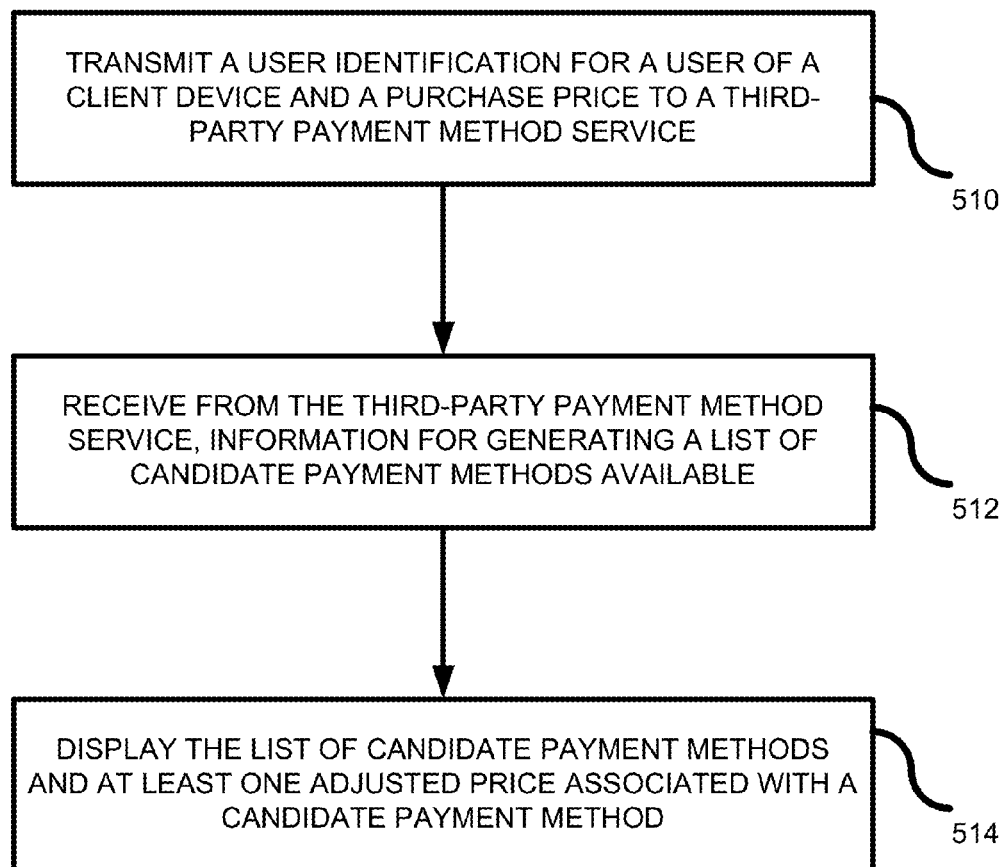 TRANSMIT A USER IDENTIFICATION FOR A USER OF A
CLIENT DEVICE AND A PURCHASE PRICE TO A THIRD-
PARTY PAYMENT METHOD SERVICE
510
RECEIVE FROM THE THIRD-PARTY PAYMENT METHOD
SERVICE, INFORMATION FOR GENERATING A LIST OF
CANDIDATE PAYMENT METHODS AVAILABLE
512
DISPLAY THE LIST OF CANDIDATE PAYMENT METHODS
AND AT LEAST ONE ADJUSTED PRICE ASSOCIATED WITH A
CANDIDATE PAYMENT METHOD
514